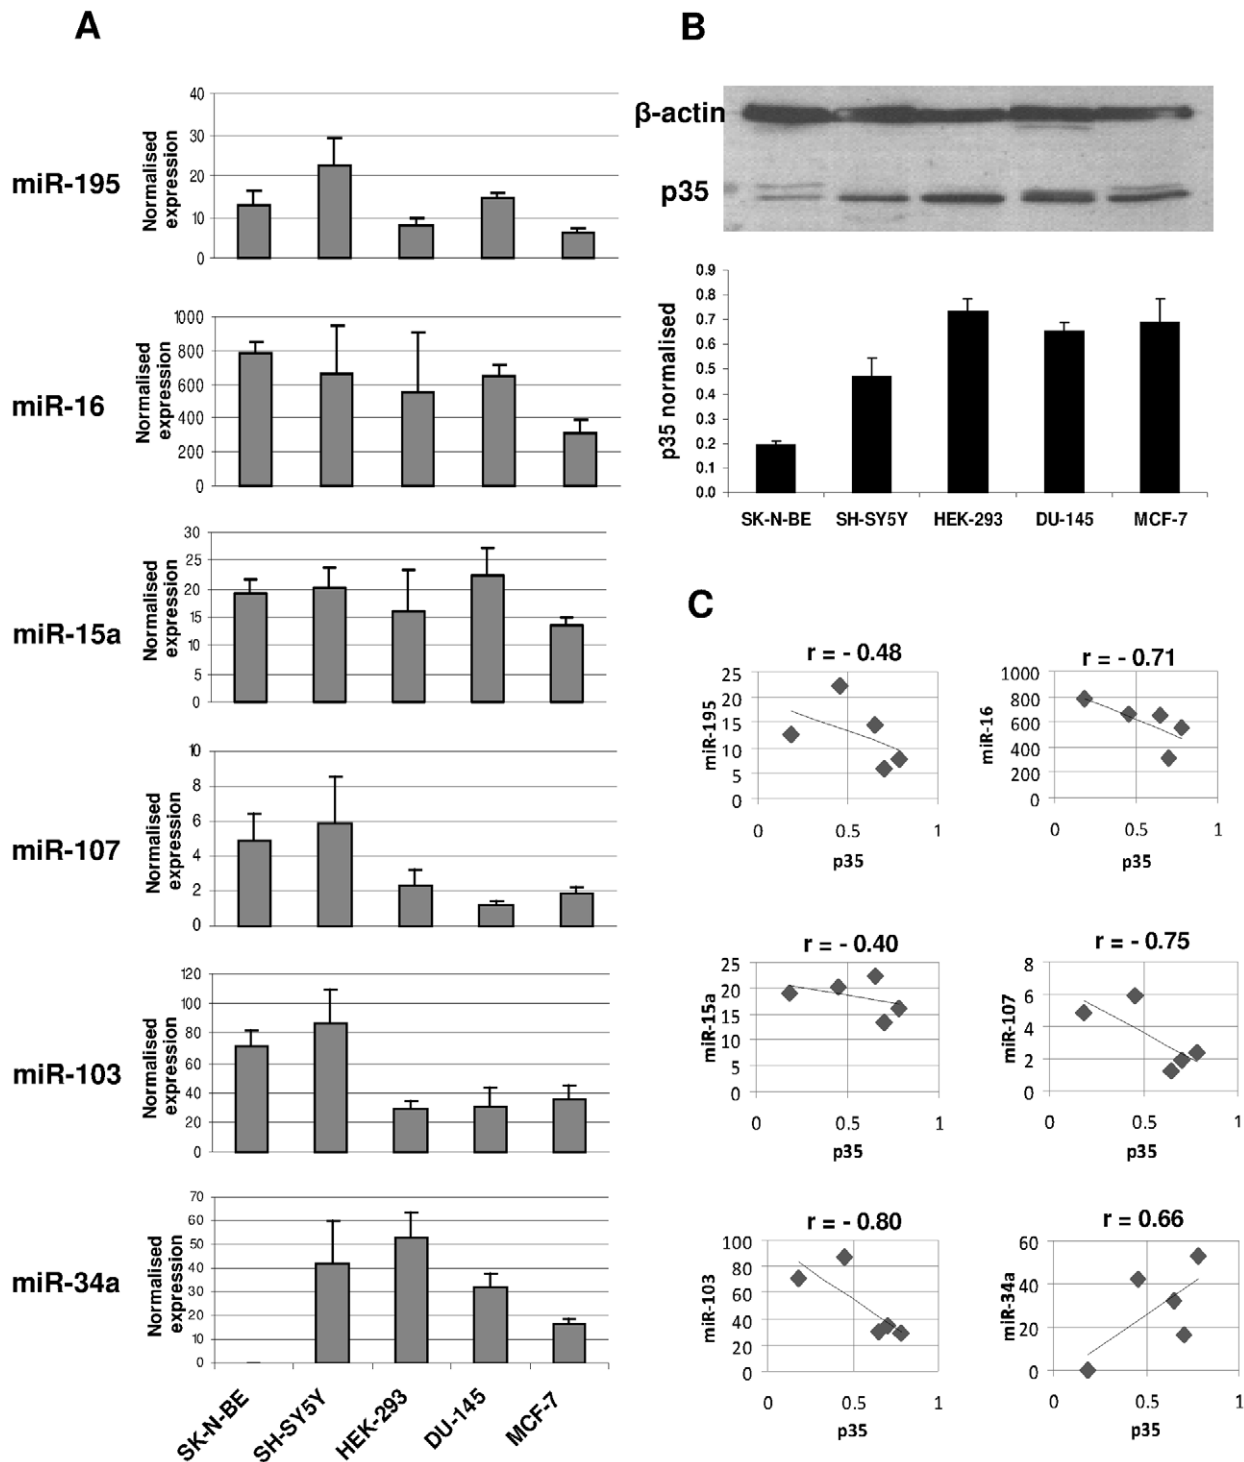 A
miR-195
Normalised
expression
40
30
20
10
0
miR-16
Normalised
expression
1000
800
600
400
200
0
miR-15a
Normalised
expression
30
25
20
15
10
5
0
miR-107
Normalised
expression
10
8
6
4
2
0
miR-103
Normalised
expression
120
100
80
60
40
20
0
miR-34a
Normalised
expression
70
60
50
40
30
20
10
0
SK-N-BE
SH-SY5Y
HEK-293
DU-145
MCF-7
B
β-actin
p35
p35 normalised
0.9
0.8
0.7
0.6
0.5
0.4
0.3
0.2
0.1
0.0
SK-N-BE SH-SY5Y HEK-293 DU-145 MCF-7
C
r = - 0.48
miR-195
25
20
15
10
5
0
0 0.5 1
p35
r = - 0.71
miR-16
1000
800
600
400
200
0
0 0.5 1
p35
r = - 0.40
miR-15a
25
20
15
10
5
0
0 0.5 1
p35
r = - 0.75
miR-107
8
6
4
2
0
0 0.5 1
p35
r = - 0.80
miR-103
100
80
60
40
20
0
0 0.5 1
p35
r = 0.66
miR-34a
60
40
20
0
0 0.5 1
p35